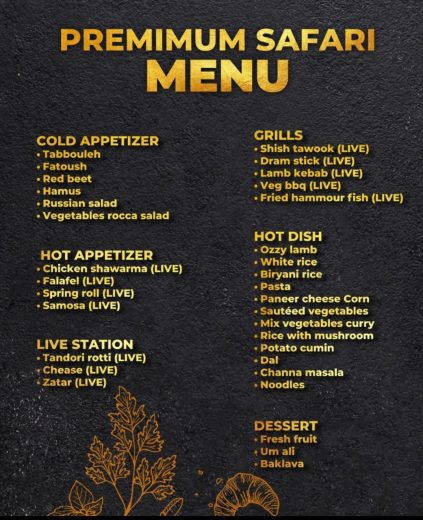 PREMIMUM SAFARI
MENU
COLD APPETIZER
• Tabbouleh
• Fatoush
• Red beet
• Hamus
• Russian salad
• Vegetables rocca salad
HOT APPETIZER
• Chicken shawarma (LIVE)
• Falafel (LIVE)
• Spring roll (LIVE)
• Samosa (LIVE)
LIVE STATION
• Tandori rotti (LIVE)
• Chease (LIVE)
• Zatar (LIVE)
GRILLS
• Shish tawook (LIVE)
• Dram stick (LIVE)
• Lamb kebab (LIVE)
• Veg bbq (LIVE)
• Fried hammour fish (LIVE)
HOT DISH
• Ozzy lamb
• White rice
• Biryani rice
• Pasta
• Paneer cheese Corn
• Sautéed vegetables
• Mix vegetables curry
• Rice with mushroom
• Potato cumin
• Dal
• Channa masala
• Noodles
DESSERT
• Fresh fruit
• Um ali
• Baklava